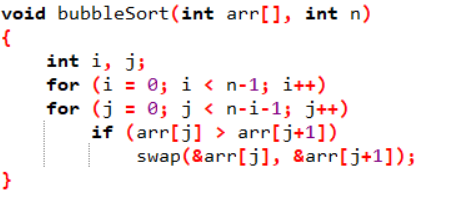 void bubbleSort(int arr[], int n)
{
    int i, j;
    for (i = 0; i < n-1; i++)
    for (j = 0; j < n-i-1; j++)
        if (arr[j] > arr[j+1])
            swap(&arr[j], &arr[j+1]);
}